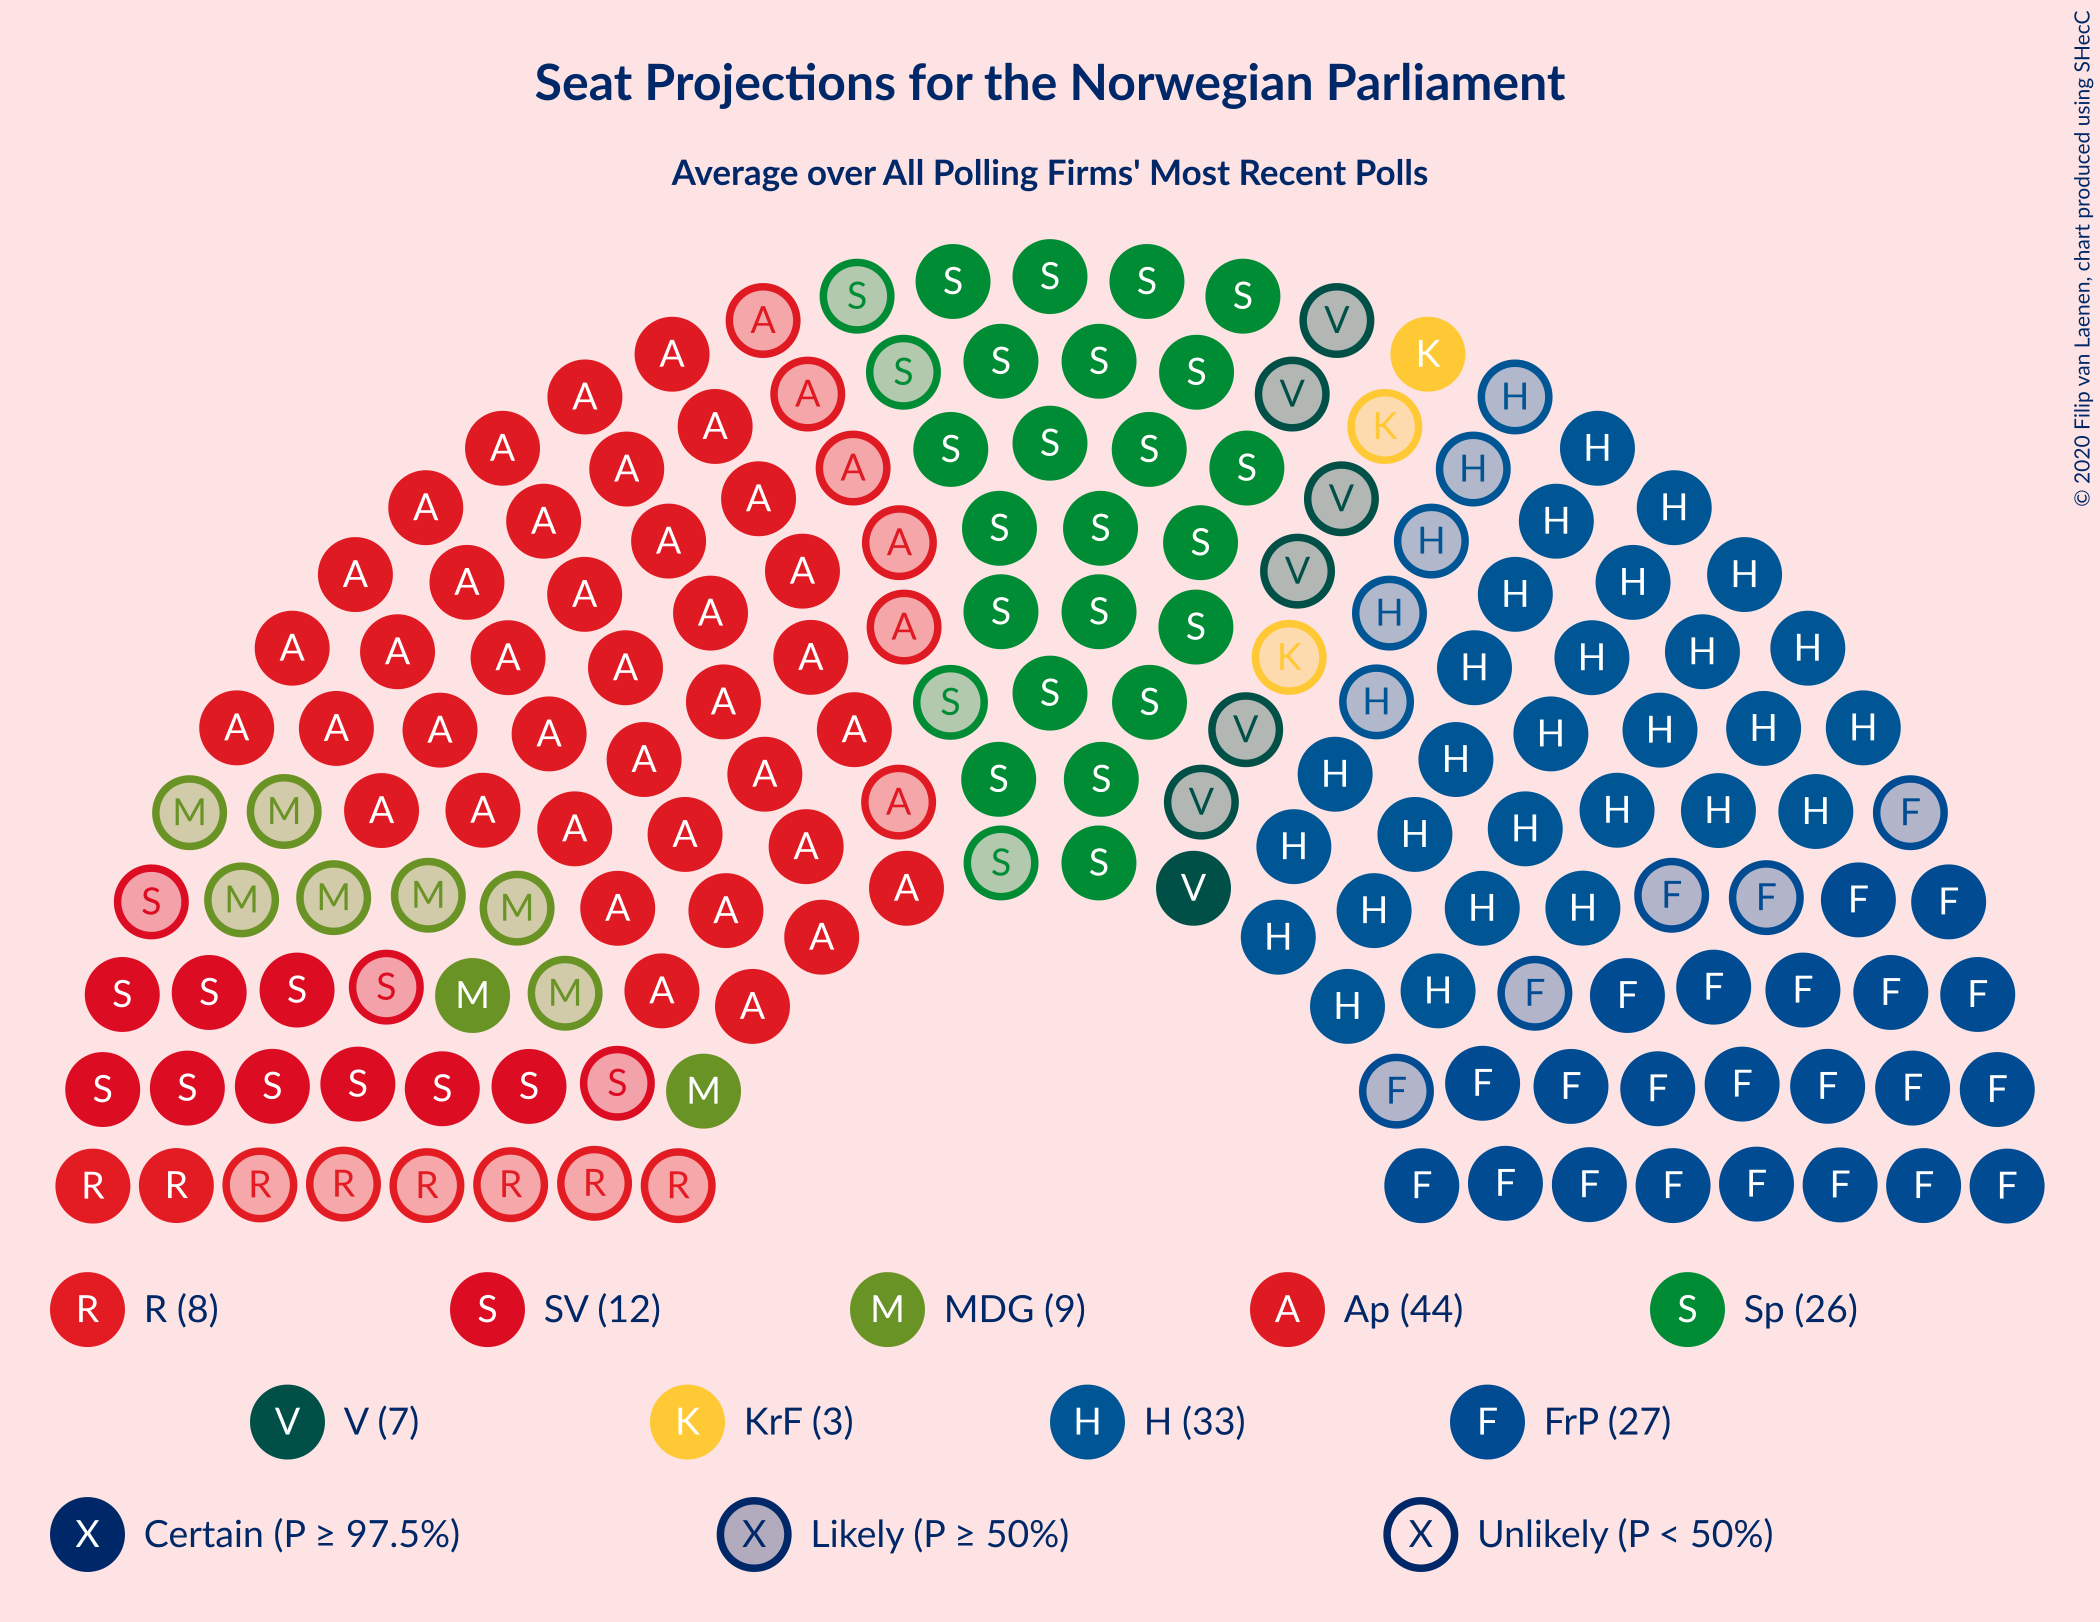 Seat Projections for the Norwegian Parliament
Average over All Polling Firms' Most Recent Polls
© 2020 Filip van Laenen, chart produced using SHecC
S S S S S
A V
A S S S S K
A A V H
A A S S S S K H
A A A V H
A A A S S S H H H
A A A V H H
A A A S S S H H H
A A A K H H
A A A S S S H H H
A A A V H H H
A A A A S S H H H H
M M A A A A V H H F
S M M M M A A A S S V H H H H F F F F
S S S S M M A A H H F F F F F F
S S S S S S S M F F F F F F F F
R R R R R R R R F F F F F F F F
R R (8) S SV (12) M MDG (9) A Ap (44) S Sp (26)
V V (7) K KrF (3) H H (33) F FrP (27)
X Certain (P ≥ 97.5%) X Likely (P ≥ 50%) X Unlikely (P < 50%)